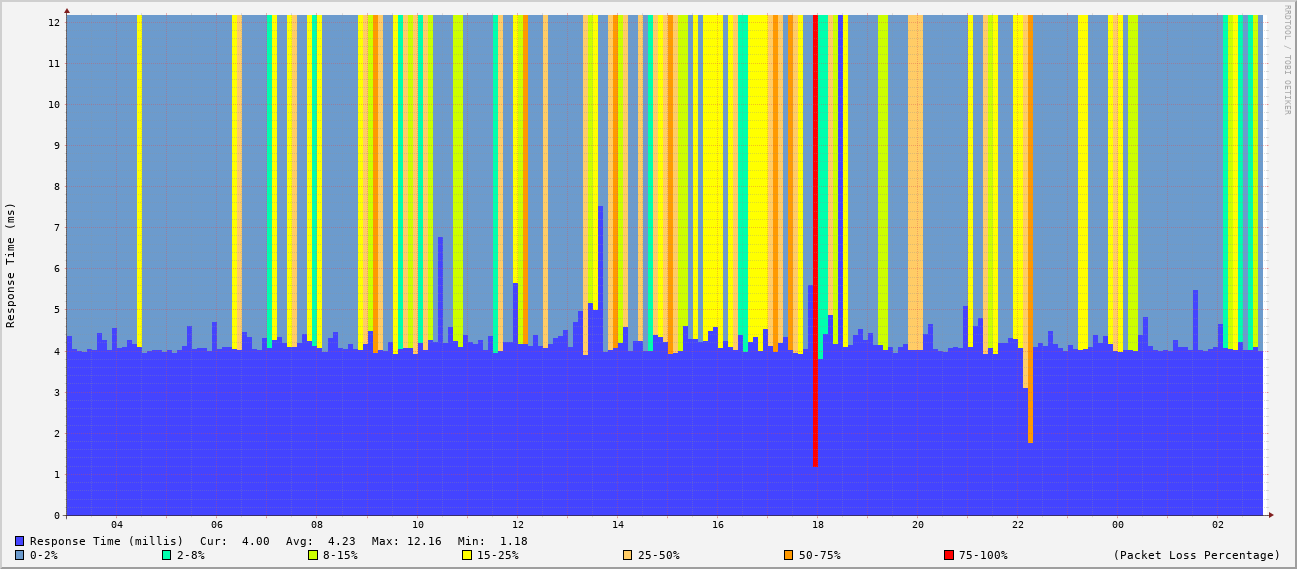 RRDTOOL / TOBI OETIKER
Response Time (ms)
12
11
10
9
8
7
6
5
4
3
2
1
0
04 06 08 10 12 14 16 18 20 22 00 02
Response Time (millis) Cur: 4.00 Avg: 4.23 Max: 12.16 Min: 1.18
0-2% 2-8% 8-15% 15-25% 25-50% 50-75% 75-100% (Packet Loss Percentage)